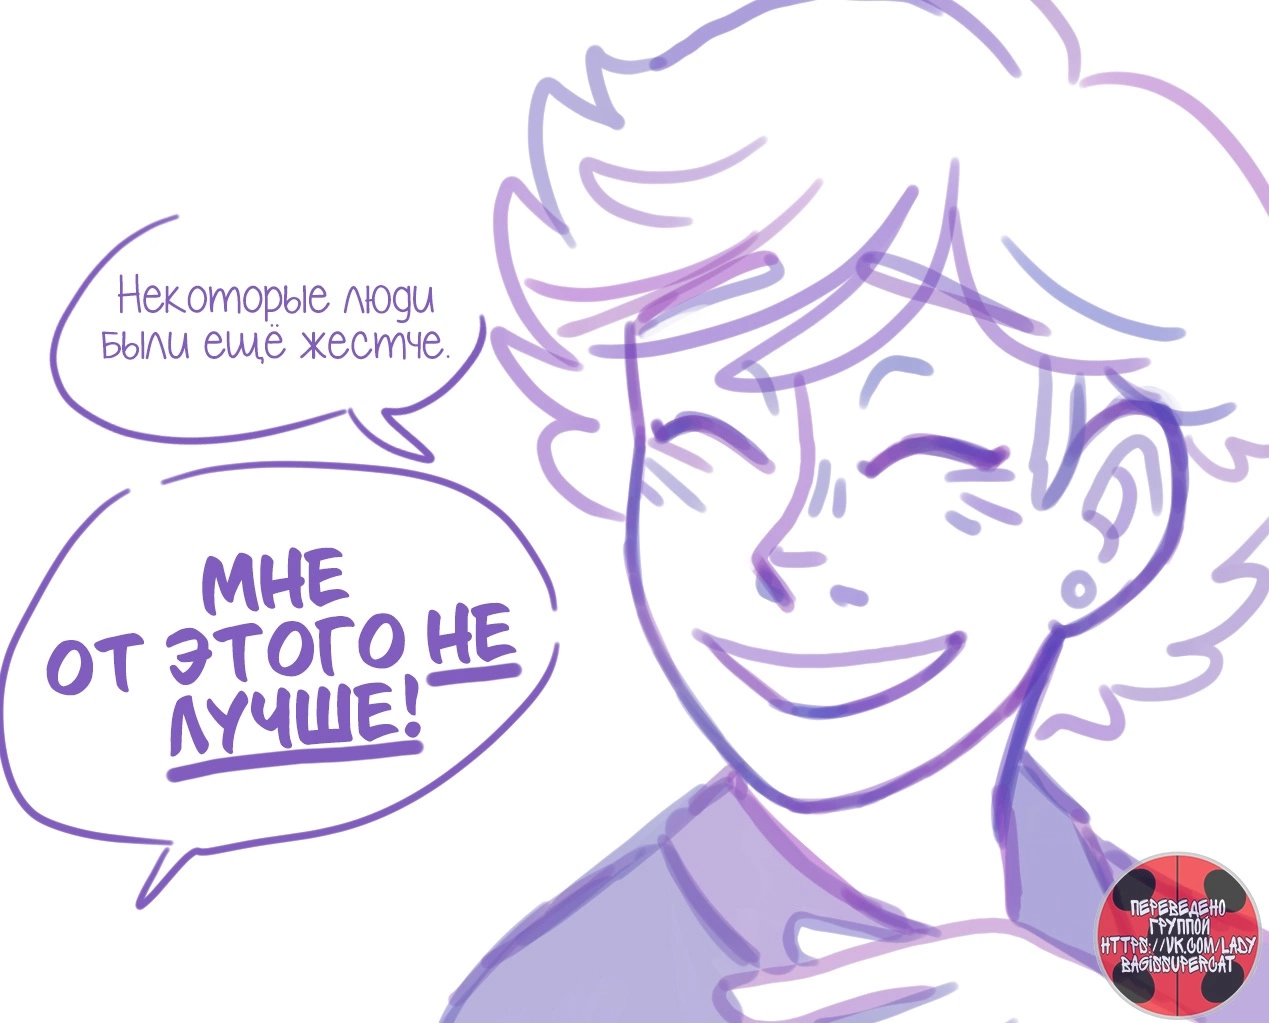 Некоторые люди
были ещё жестче.
МНЕ
ОТ ЭТОГО НЕ
ЛУЧШЕ!
ПЕРЕВЕДЕНО
ГРУППОЙ
HTTPS://VK.COM/LADY
BAGISSUPERCAT